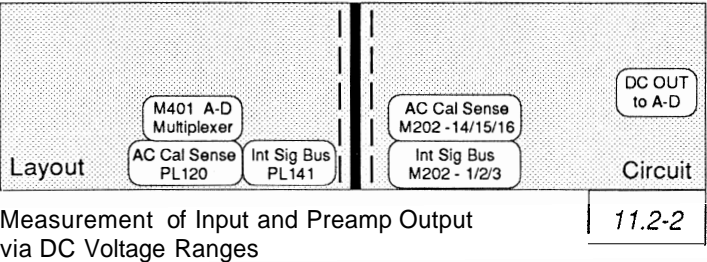 M401 A-D
Multiplexer
AC Cal Sense
PL120
Int Sig Bus
PL141
Layout
AC Cal Sense
M202 -14/15/16
Int Sig Bus
M202 - 1/2/3
DC OUT
to A-D
Circuit
Measurement of Input and Preamp Output
via DC Voltage Ranges
11.2-2